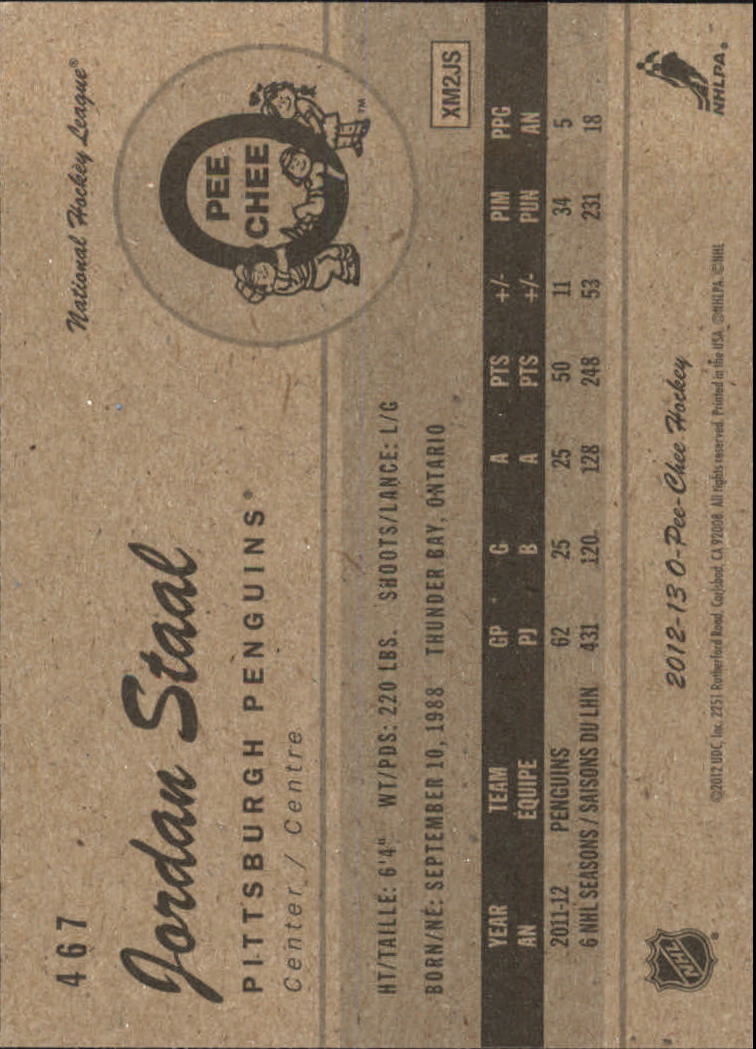 467
National Hockey League®
Jordan Staal
PITTSBURGH PENGUINS®
Center / Centre
O PEE CHEE ™
HT/TAILLE: 6'4" WT/PDS: 220 LBS. SHOOTS/LANCE: L/G
BORN/NÉ: SEPTEMBER 10, 1988 THUNDER BAY, ONTARIO
XM2JS
YEAR TEAM GP G A PTS +/- PIM PPG
AN ÉQUIPE PJ B A PTS +/- PUN AN
2011-12 PENGUINS 62 25 25 50 11 34 5
6 NHL SEASONS / SAISONS DU LHN 431 120 128 248 53 231 18
2012-13 O-Pee-Chee Hockey
©2012 UDC, Inc. 2251 Rutherford Road, Carlsbad, CA 92008. All rights reserved. Printed in the USA. ©NHLPA. ©NHL
NHL®
NHLPA®